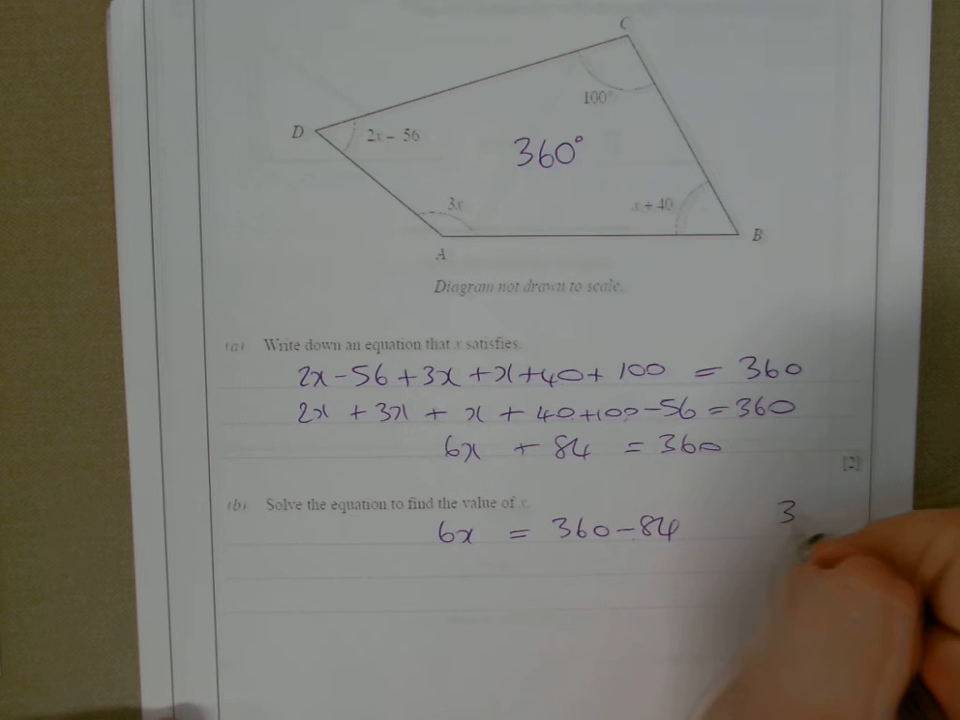 C
100°
D
2x - 56
360°
3x
x + 40
B
A
Diagram not drawn to scale.
(a) Write down an equation that x satisfies.
2x - 56 + 3x + x + 40 + 100 = 360
2x + 3x + x + 40 + 100 - 56 = 360
6x + 84 = 360
[2]
(b) Solve the equation to find the value of x.
6x = 360 - 84
3